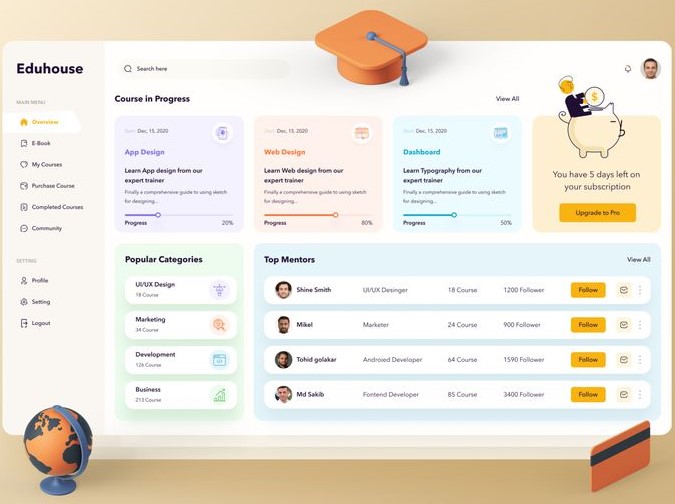 Eduhouse
MAIN MENU
Overview
E-Book
My Courses
Purchase Course
Completed Courses
Community
SETTING
Profile
Setting
Logout
Search here
Course in Progress
View All
Dec, 15, 2020
App Design
Learn App design from our
expert trainer
Finally a comprehensive guide to using sketch
for designing...
Progress 20%
Dec, 15, 2020
Web Design
Learn Web design from our
expert trainer
Finally a comprehensive guide to using sketch
for designing...
Progress 80%
Dec, 15, 2020
Dashboard
Learn Typography from our
expert trainer
Finally a comprehensive guide to using sketch
for designing...
Progress 50%
$
You have 5 days left on
your subscription
Upgrade to Pro
Popular Categories
UI/UX Design
18 Course
Marketing
34 Course
Development
126 Course
Business
213 Course
Top Mentors
View All
Shine Smith UI/UX Desinger 18 Course 1200 Follower Follow
Mikel Marketer 24 Course 900 Follower Follow
Tohid golakar Androied Developer 64 Course 1590 Follower Follow
Md Sakib Fontend Developer 85 Course 3400 Follower Follow